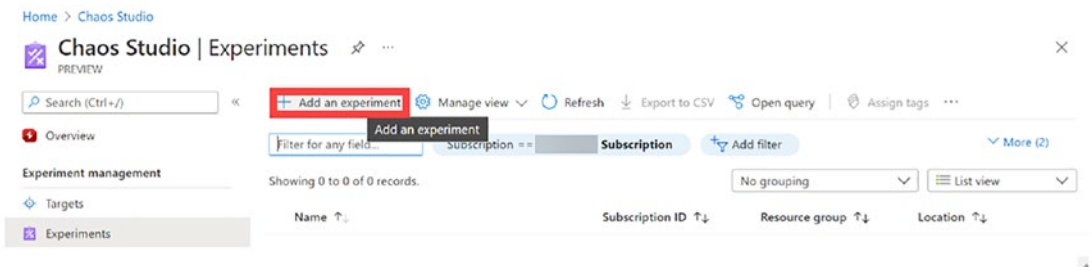 Home > Chaos Studio
Chaos Studio | Experiments ...
PREVIEW
Search (Ctrl+/) «
+ Add an experiment Manage view Refresh Export to CSV Open query Assign tags ...
Add an experiment
Overview
Filter for any field... Subscription == Subscription Add filter More (2)
Experiment management
Showing 0 to 0 of 0 records. No grouping List view
Targets
Name ↑↓ Subscription ID ↑↓ Resource group ↑↓ Location ↑↓
Experiments